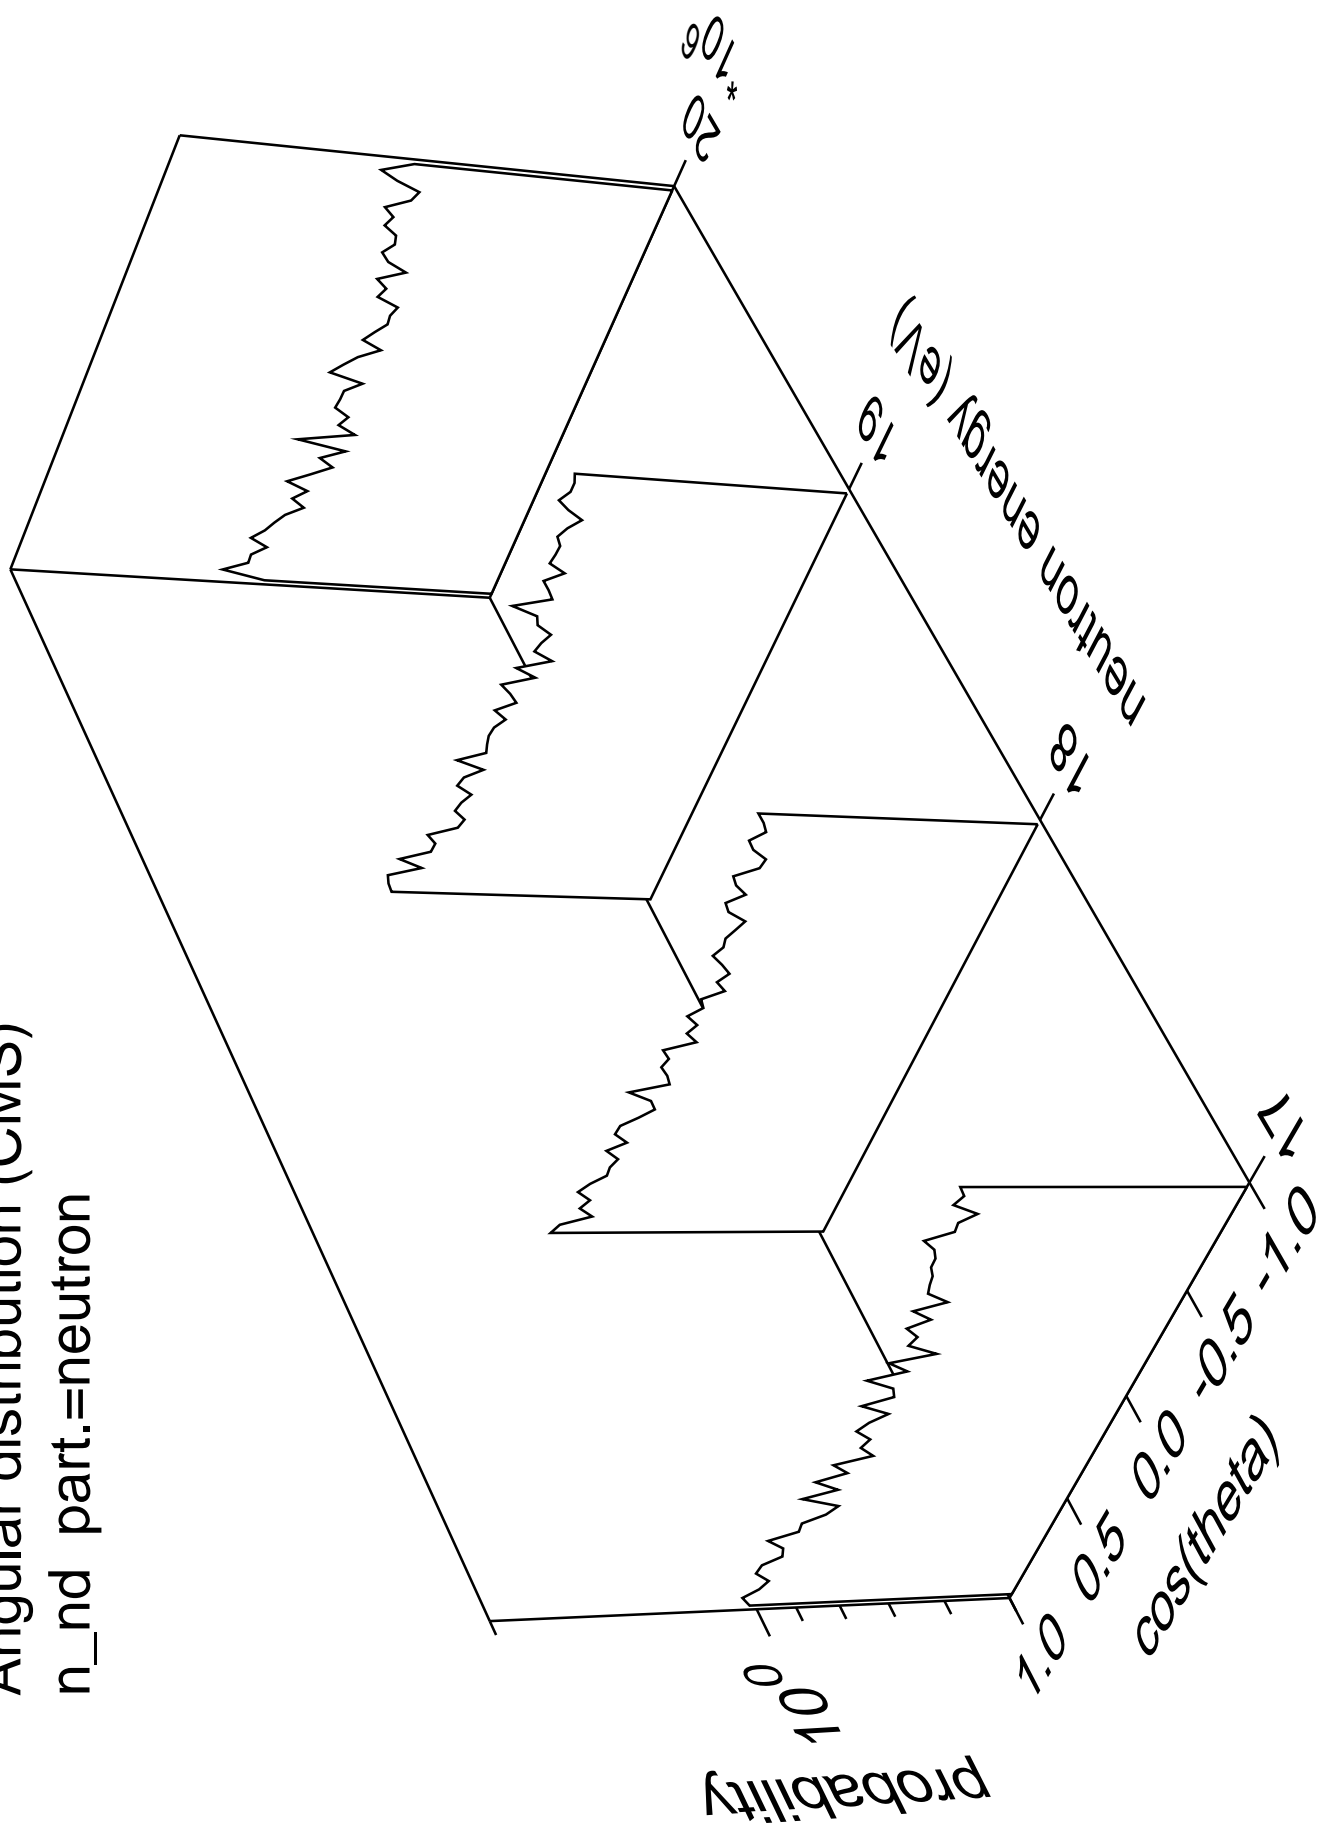 Angular distribution (CMS)
n_nd part.=neutron
probability
10^0
1.0
0.5
0.0
-0.5
-1.0
cos(theta)
17
18
19
20
* 10^6
neutron energy (eV)